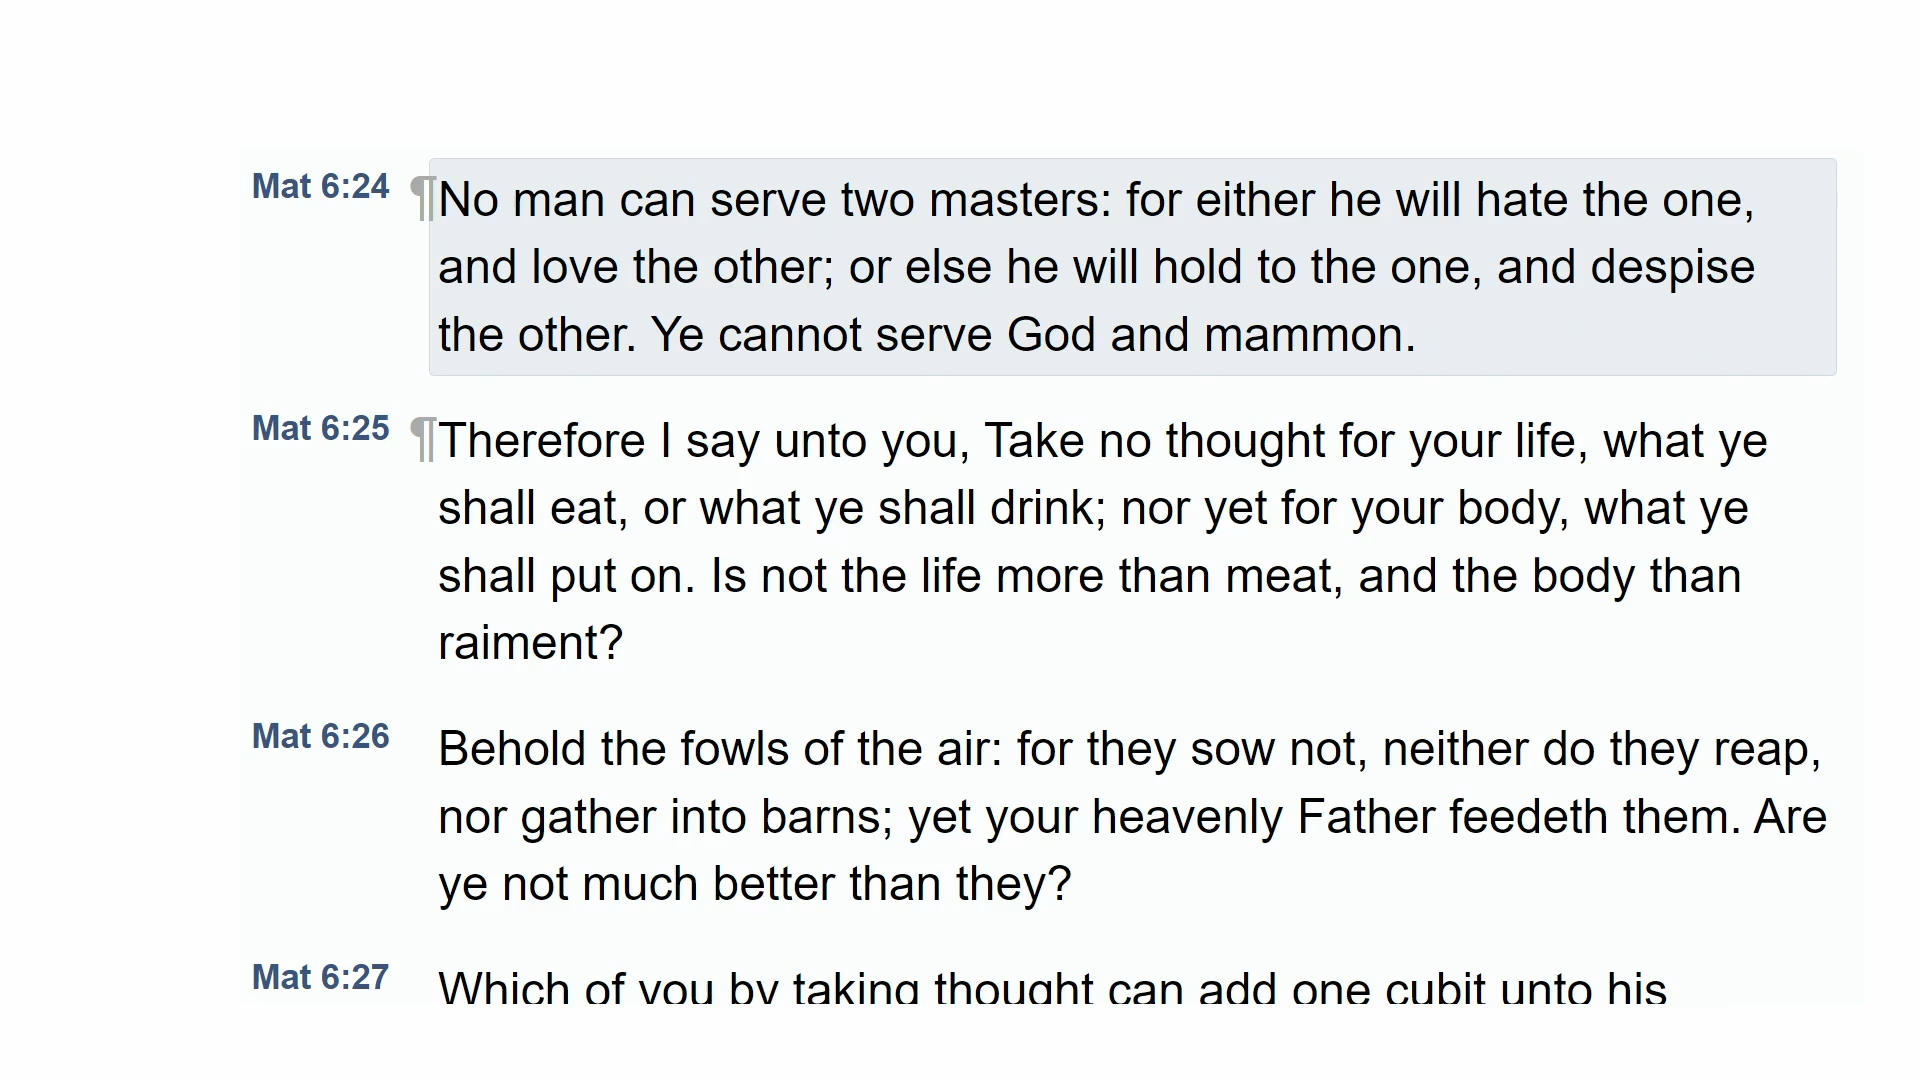 Mat 6:24 ¶No man can serve two masters: for either he will hate the one,
and love the other; or else he will hold to the one, and despise
the other. Ye cannot serve God and mammon.
Mat 6:25 ¶Therefore I say unto you, Take no thought for your life, what ye
shall eat, or what ye shall drink; nor yet for your body, what ye
shall put on. Is not the life more than meat, and the body than
raiment?
Mat 6:26 Behold the fowls of the air: for they sow not, neither do they reap,
nor gather into barns; yet your heavenly Father feedeth them. Are
ye not much better than they?
Mat 6:27 Which of you by taking thought can add one cubit unto his